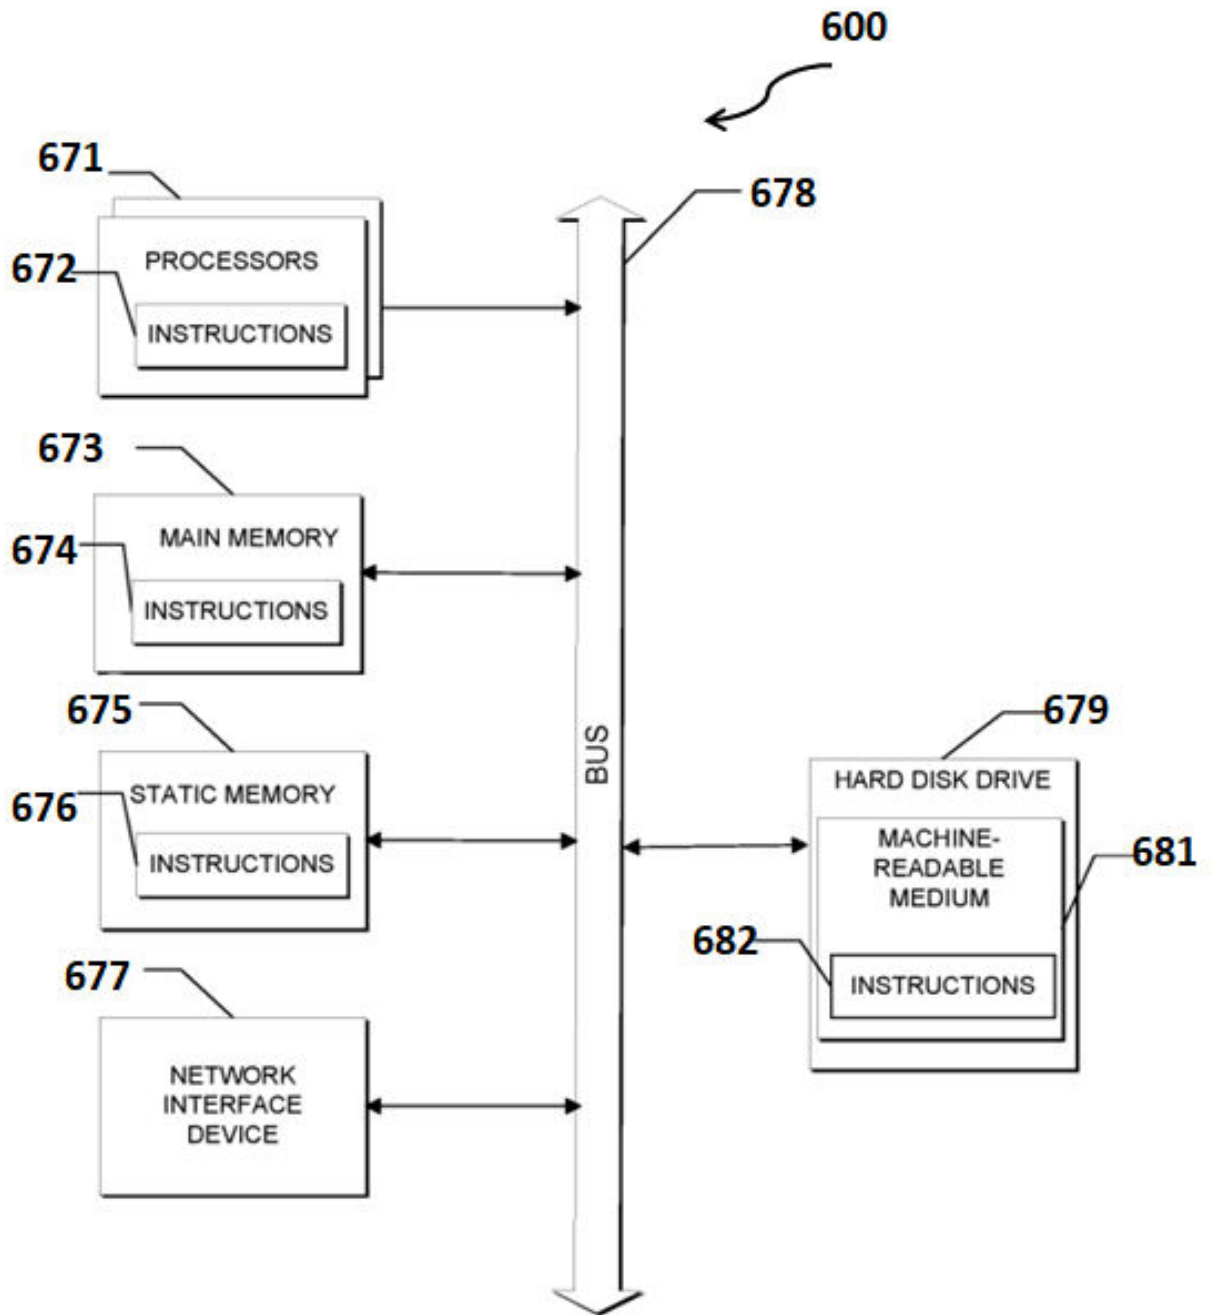 600
671
678
PROCESSORS
672
INSTRUCTIONS
673
MAIN MEMORY
674
INSTRUCTIONS
675
679
BUS
STATIC MEMORY
676
INSTRUCTIONS
HARD DISK DRIVE
MACHINE-
READABLE
MEDIUM
681
682
INSTRUCTIONS
677
NETWORK
INTERFACE
DEVICE